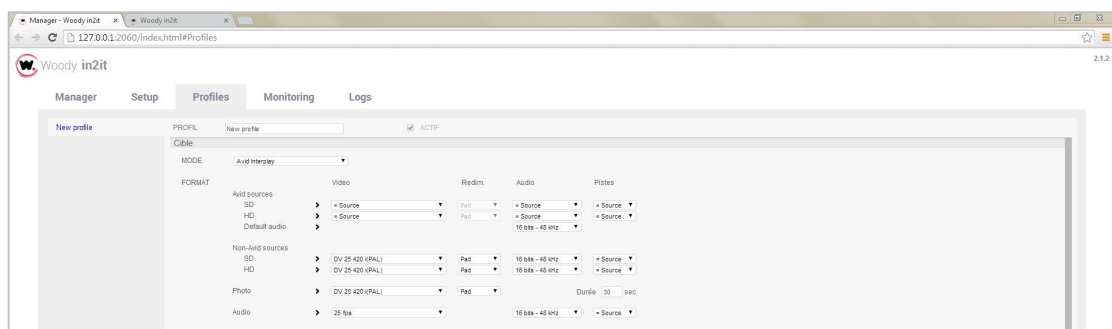 Manager - Woody in2it x Woody in2it x
127.0.0.1:2060/index.html#Profiles
w. Woody in2it 2.1.2
Manager Setup Profiles Monitoring Logs
New profile PROFIL New profile ACTIF
Cible
MODE Avid Interplay
FORMAT Video Redim. Audio Pistes
Avid sources
SD = Source Pad = Source = Source
HD = Source Pad = Source = Source
Default audio 16 bits - 48 kHz
Non-Avid sources
SD DV 25 420 i(PAL) Pad 16 bits - 48 kHz = Source
HD DV 25 420 i(PAL) Pad 16 bits - 48 kHz = Source
Photo DV 25 420 i(PAL) Pad Durée 30 sec
Audio 25 fps 16 bits - 48 kHz = Source